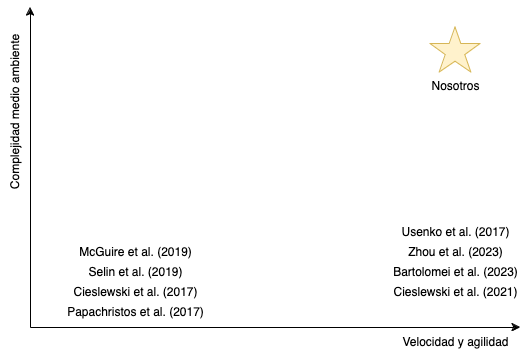 Complejidad medio ambiente
Nosotros
McGuire et al. (2019)
Selin et al. (2019)
Cieslewski et al. (2017)
Papachristos et al. (2017)
Usenko et al. (2017)
Zhou et al. (2023)
Bartolomei et al. (2023)
Cieslewski et al. (2021)
Velocidad y agilidad